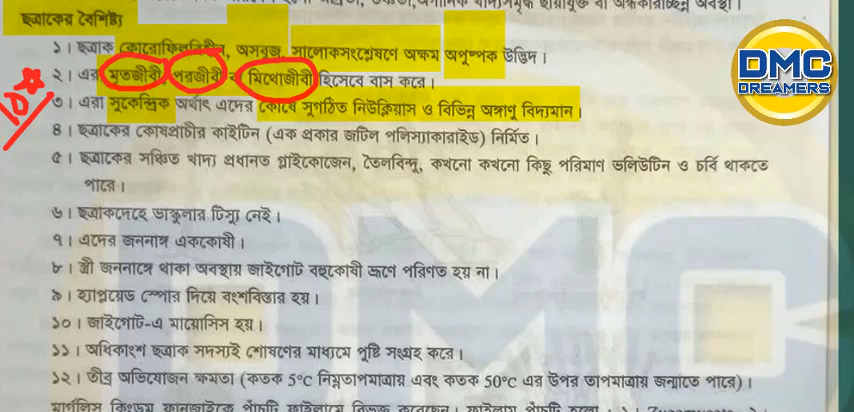 ছত্রাকের বৈশিষ্ট্য
১। ছত্রাক ক্লোরোফিলবিহীন, অসবুজ, সালোকসংশ্লেষণে অক্ষম অপুষ্পক উদ্ভিদ।
২। এরা মৃতজীবী, পরজীবী বা মিথোজীবী হিসেবে বাস করে।
৩। এরা সুকেন্দ্রিক অর্থাৎ এদের কোষে সুগঠিত নিউক্লিয়াস ও বিভিন্ন অঙ্গাণু বিদ্যমান।
৪। ছত্রাকের কোষপ্রাচীর কাইটিন (এক প্রকার জটিল পলিস্যাকারাইড) নির্মিত।
৫। ছত্রাকের সঞ্চিত খাদ্য প্রধানত গ্লাইকোজেন, তৈলবিন্দু, কখনো কখনো কিছু পরিমাণ ভলিউটিন ও চর্বি থাকতে
পারে।
৬। ছত্রাকদেহে ভাস্কুলার টিস্যু নেই।
৭। এদের জননাঙ্গ এককোষী।
৮। স্ত্রী জননাঙ্গে থাকা অবস্থায় জাইগোট বহুকোষী ভ্রূণে পরিণত হয় না।
৯। হ্যাপ্লয়েড স্পোর দিয়ে বংশবিস্তার হয়।
১০। জাইগোট-এ মায়োসিস হয়।
১১। অধিকাংশ ছত্রাক সদস্যই শোষণের মাধ্যমে পুষ্টি সংগ্রহ করে।
১২। তীব্র অভিযোজন ক্ষমতা (কতক 5°C নিম্নতাপমাত্রায় এবং কতক 50°C এর উপর তাপমাত্রায় জন্মাতে পারে)।
DMC
DREAMERS
DMC